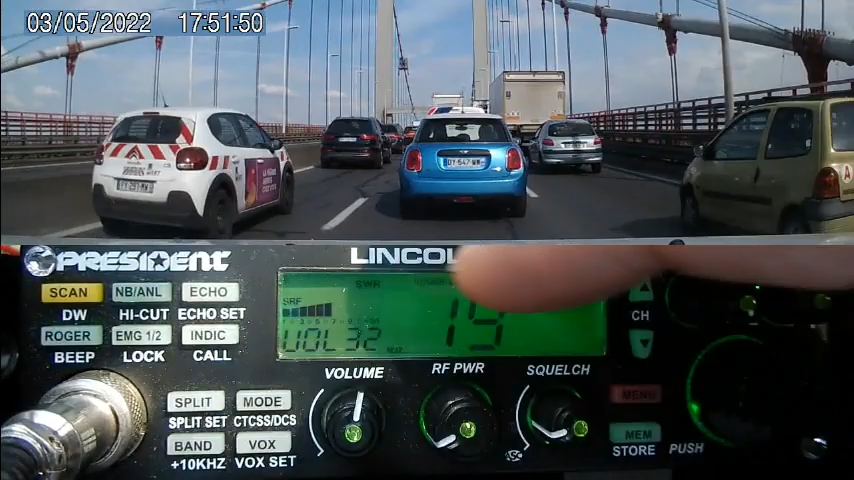 03/05/2022 17:51:50
DY-547-WM
A
PRESIDENT
LINCOL
SCAN
NB/ANL
ECHO
DW
HI-CUT
ECHO SET
ROGER
EMG 1/2
INDIC
BEEP
LOCK
CALL
SWR
SRF
19
VOL32
CH
VOLUME
RF PWR
SQUELCH
SPLIT
MODE
SPLIT SET
CTCSS/DCS
BAND
VOX
+10KHZ
VOX SET
ASC
MENU
MEM
STORE
PUSH